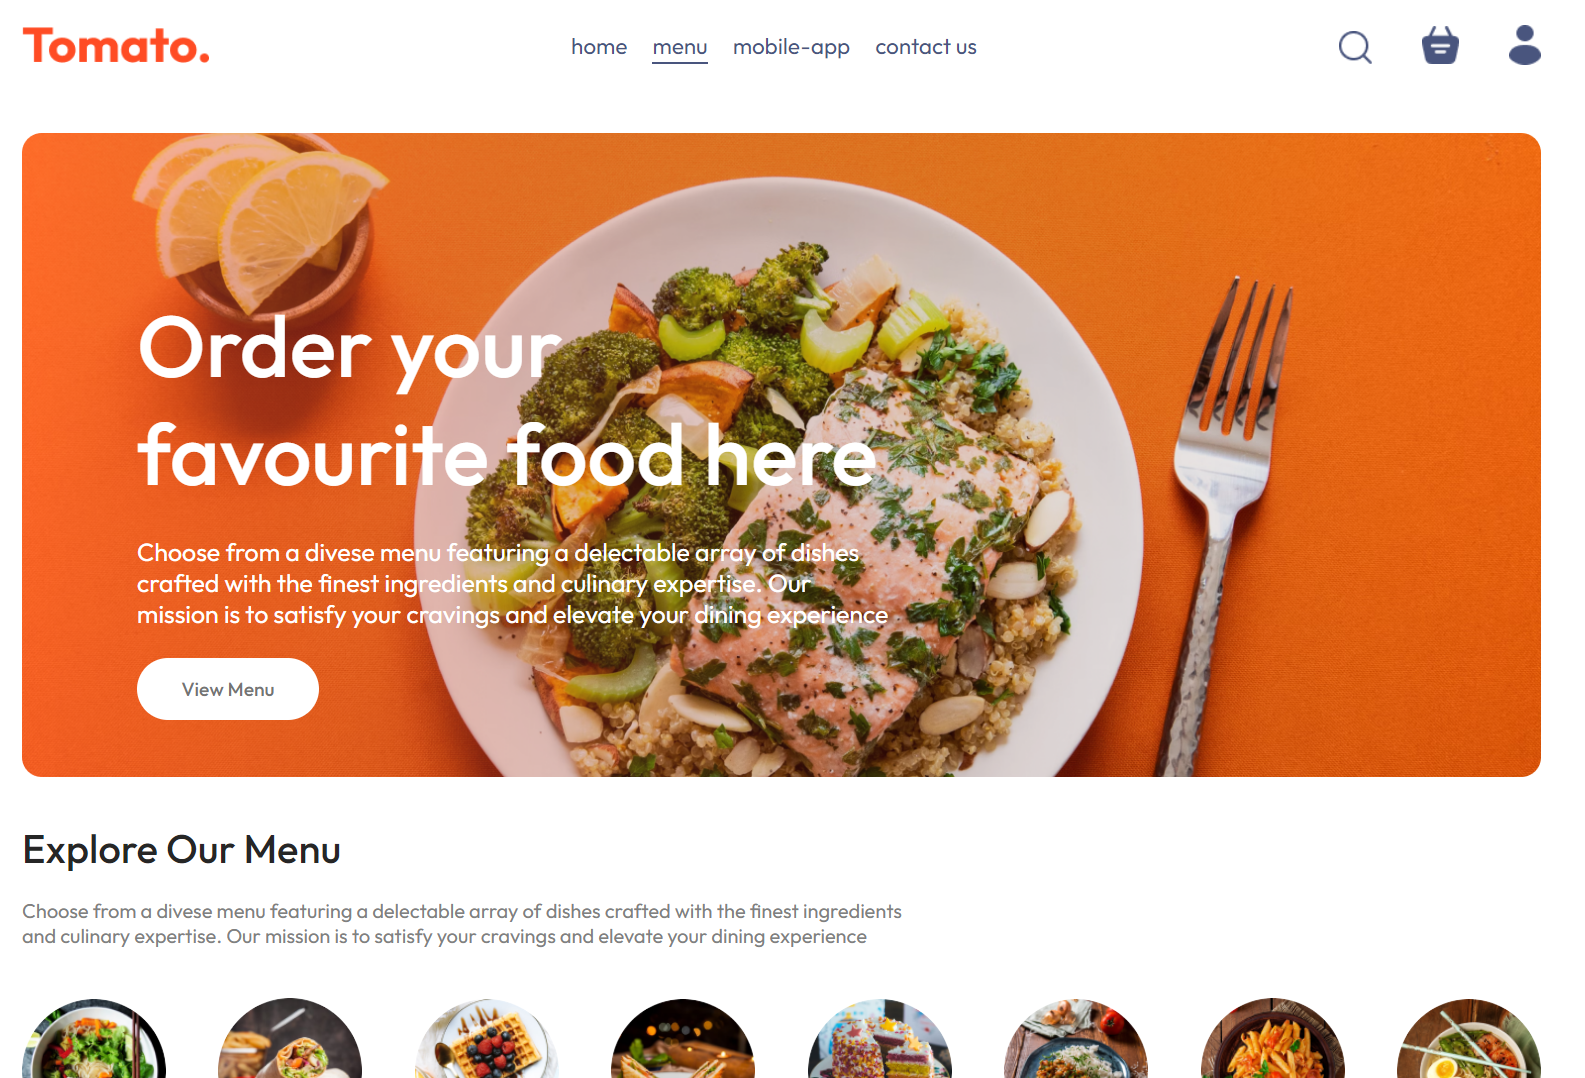 Tomato.
home menu mobile-app contact us
Order your
favourite food here
Choose from a divese menu featuring a delectable array of dishes
crafted with the finest ingredients and culinary expertise. Our
mission is to satisfy your cravings and elevate your dining experience
View Menu
Explore Our Menu
Choose from a divese menu featuring a delectable array of dishes crafted with the finest ingredients
and culinary expertise. Our mission is to satisfy your cravings and elevate your dining experience